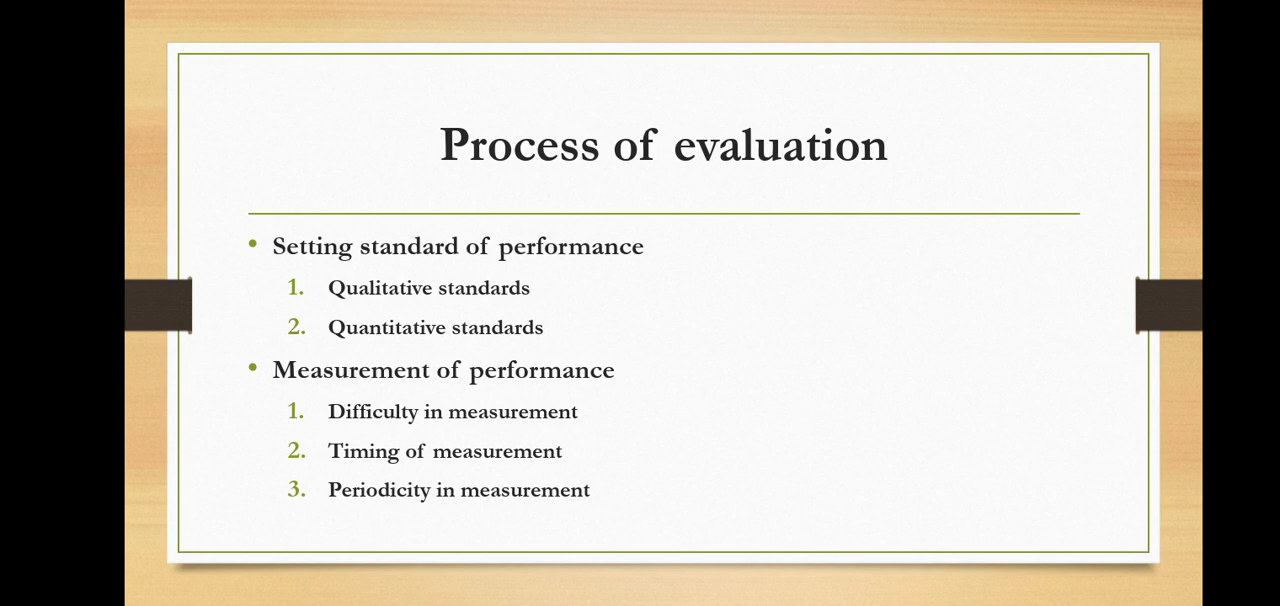 Process of evaluation
• Setting standard of performance
1. Qualitative standards
2. Quantitative standards
• Measurement of performance
1. Difficulty in measurement
2. Timing of measurement
3. Periodicity in measurement